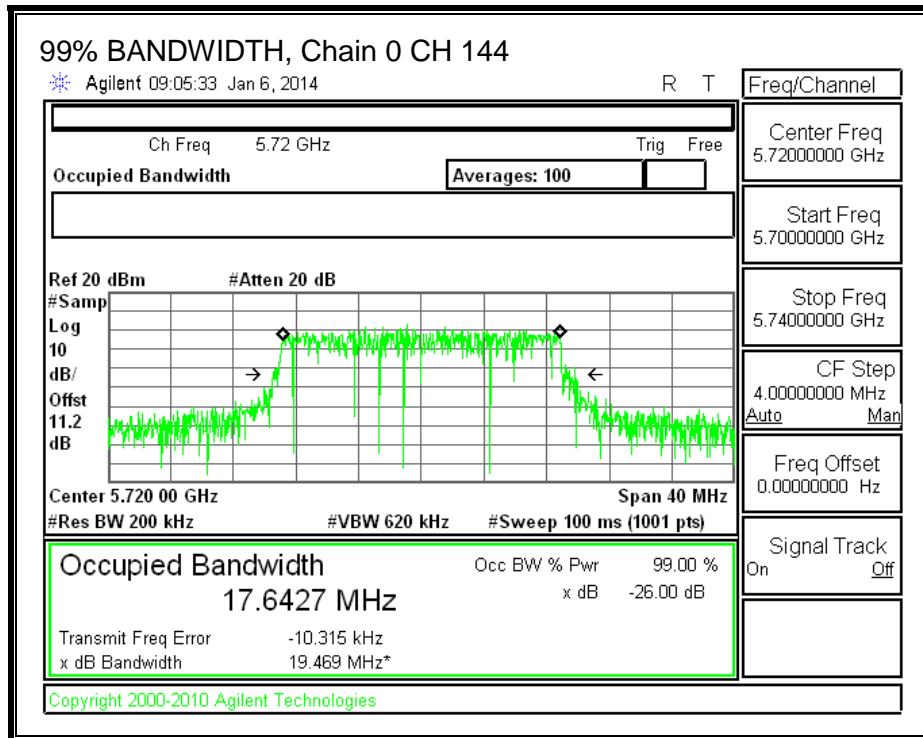 99% BANDWIDTH, Chain 0 CH 144
Agilent 09:05:33 Jan 6, 2014 R T
Freq/Channel
Ch Freq 5.72 GHz Trig Free
Occupied Bandwidth Averages: 100
Center Freq
5.72000000 GHz
Start Freq
5.70000000 GHz
Stop Freq
5.74000000 GHz
CF Step
4.00000000 MHz
Auto Man
Freq Offset
0.00000000 Hz
Signal Track
On Off
Ref 20 dBm #Atten 20 dB
#Samp
Log
10
dB/
Offst
11.2
dB
Center 5.720 00 GHz Span 40 MHz
#Res BW 200 kHz #VBW 620 kHz #Sweep 100 ms (1001 pts)
Occupied Bandwidth Occ BW % Pwr 99.00 %
17.6427 MHz x dB -26.00 dB
Transmit Freq Error -10.315 kHz
x dB Bandwidth 19.469 MHz*
Copyright 2000-2010 Agilent Technologies